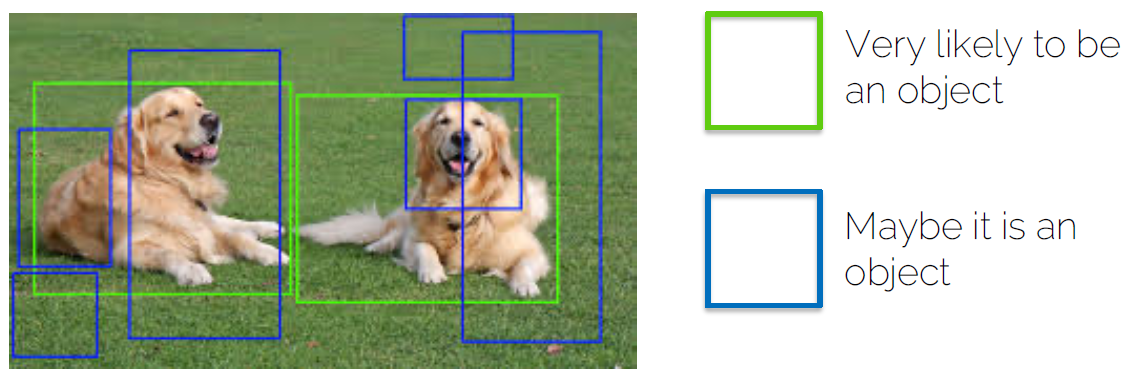 Very likely to be
an object
Maybe it is an
object